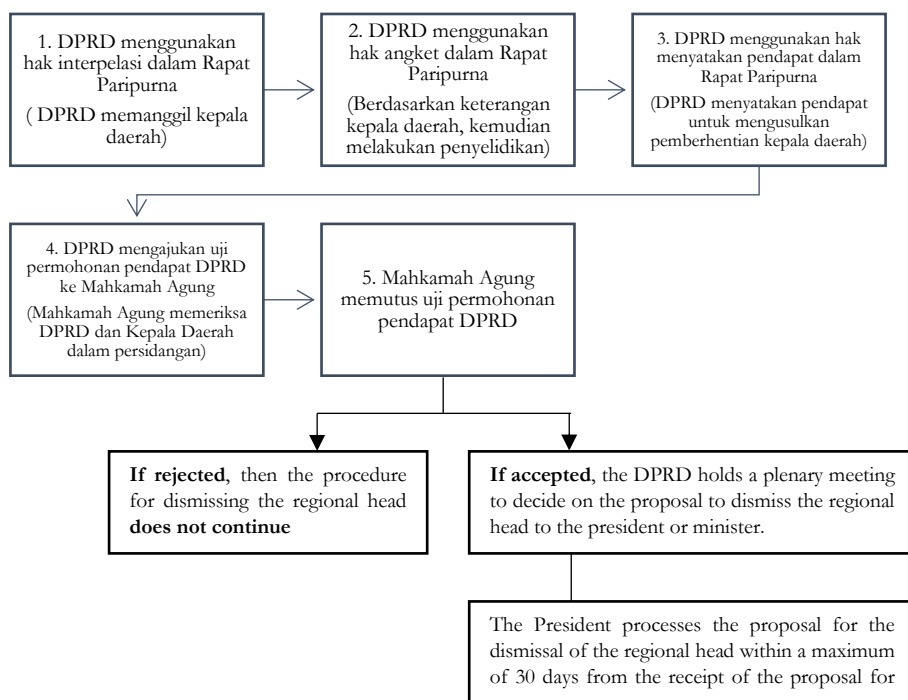 1. DPRD menggunakan
hak interpelasi dalam Rapat
Paripurna
( DPRD memanggil kepala
daerah)
2. DPRD menggunakan
hak angket dalam Rapat
Paripurna
(Berdasarkan keterangan
kepala daerah, kemudian
melakukan penyelidikan)
3. DPRD menggunakan hak
menyatakan pendapat dalam
Rapat Paripurna
(DPRD menyatakan pendapat
untuk mengusulkan
pemberhentian kepala daerah)
4. DPRD mengajukan uji
permohonan pendapat DPRD
ke Mahkamah Agung
(Mahkamah Agung memeriksa
DPRD dan Kepala Daerah
dalam persidangan)
5. Mahkamah Agung
memutus uji permohonan
pendapat DPRD
If rejected, then the procedure
for dismissing the regional head
does not continue
If accepted, the DPRD holds a plenary meeting
to decide on the proposal to dismiss the regional
head to the president or minister.
The President processes the proposal for the
dismissal of the regional head within a maximum
of 30 days from the receipt of the proposal for